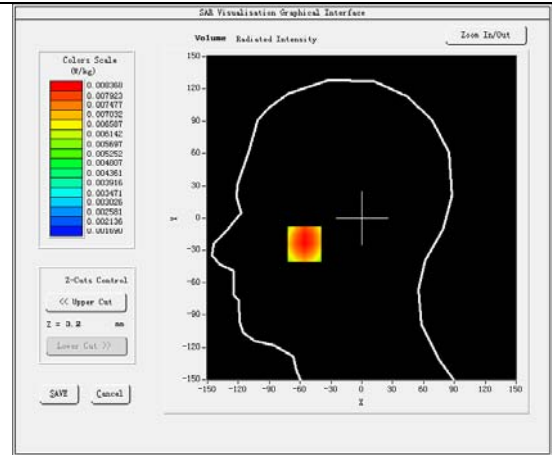 SAR Visualisation Graphical Interface
Volume Radiated Intensity
Zoom In/Out
Colors Scale
(W/kg)
0.008368
0.007923
0.007477
0.007032
0.006587
0.006142
0.005697
0.005252
0.004807
0.004361
0.003916
0.003471
0.003026
0.002581
0.002136
0.001690
Z-Cuts Control
<< Upper Cut
Z = 3.2 mm
Lower Cut >>
SAVE Cancel
150
120
90
60
30
0
-30
-60
-90
-120
-150
Y
-150 -120 -90 -60 -30 0 30 60 90 120 150
X